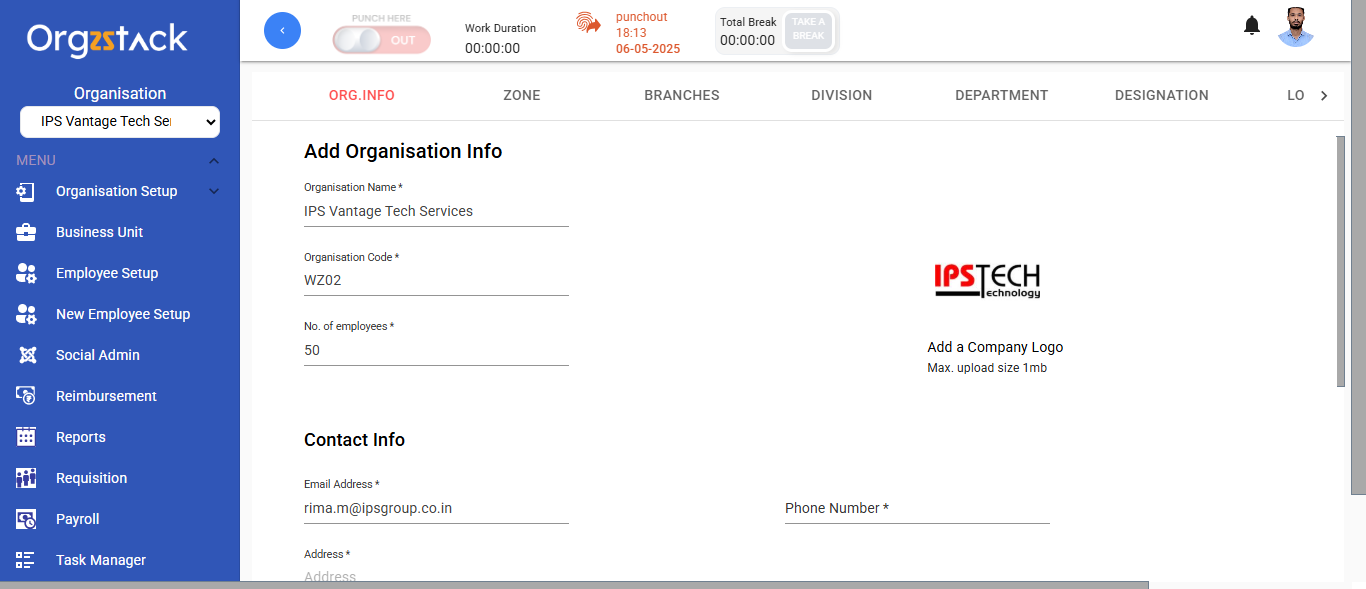 Orgzstack
Organisation
IPS Vantage Tech Ser
MENU
Organisation Setup
Business Unit
Employee Setup
New Employee Setup
Social Admin
Reimbursement
Reports
Requisition
Payroll
Task Manager
PUNCH HERE
OUT
Work Duration
00:00:00
punchout
18:13
06-05-2025
Total Break
00:00:00
TAKE A
BREAK
ORG.INFO ZONE BRANCHES DIVISION DEPARTMENT DESIGNATION LO
Add Organisation Info
Organisation Name *
IPS Vantage Tech Services
Organisation Code *
WZ02
No. of employees *
50
IPSTECH
echnology
Add a Company Logo
Max. upload size 1mb
Contact Info
Email Address *
rima.m@ipsgroup.co.in
Phone Number *
Address *
Address